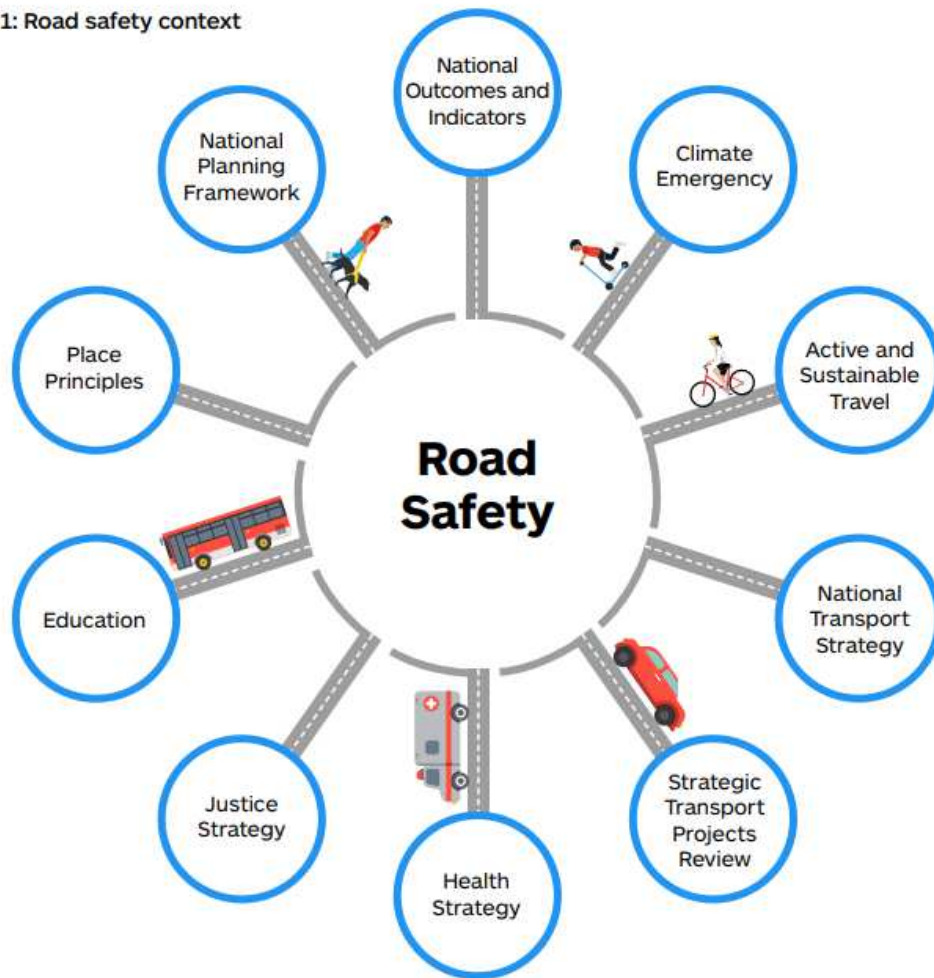 1: Road safety context
National
Outcomes and
Indicators
National
Planning
Framework
Climate
Emergency
Place
Principles
Active and
Sustainable
Travel
Road
Safety
Education
National
Transport
Strategy
Justice
Strategy
Strategic
Transport
Projects
Review
Health
Strategy